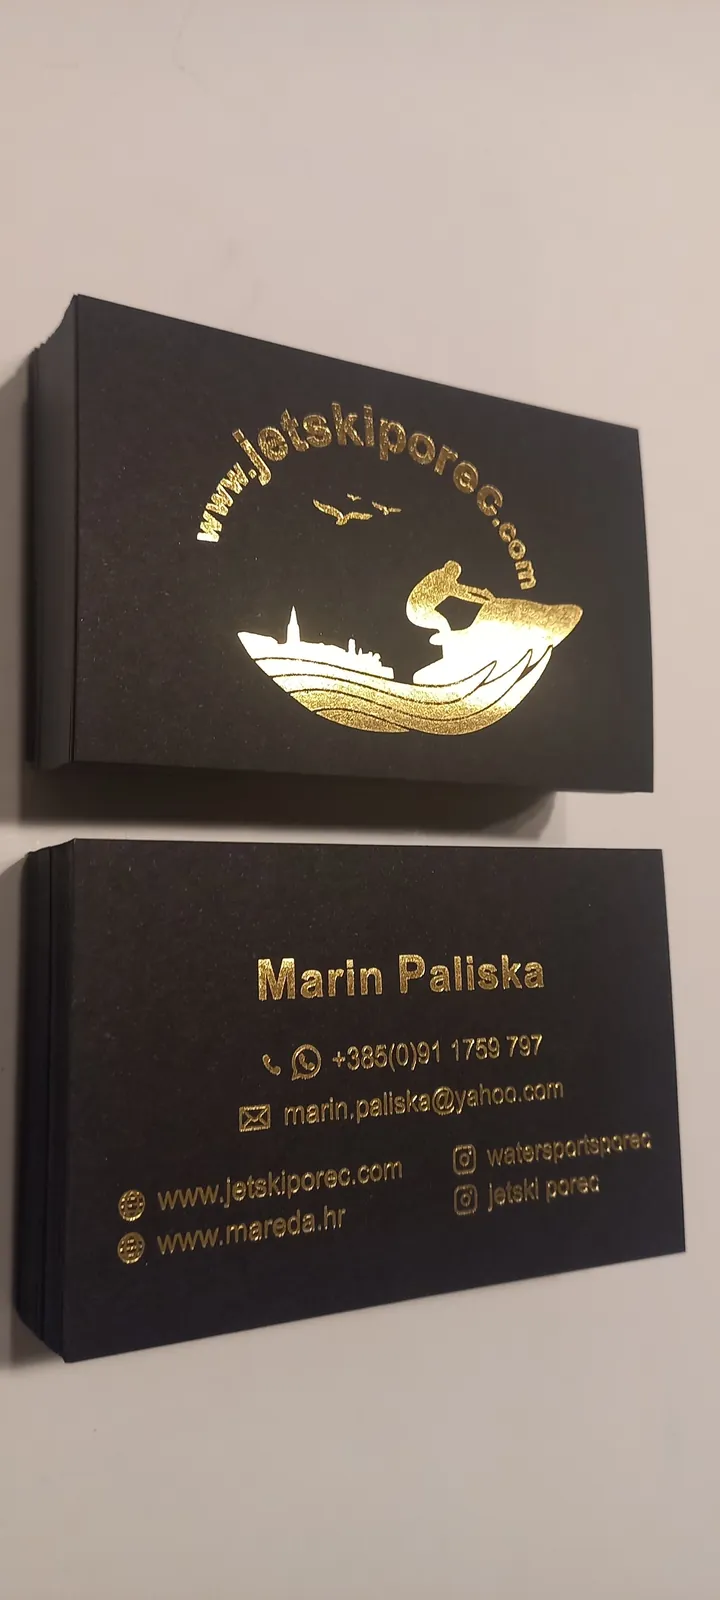 www.jetskiporec.com
Marin Paliska
+385(0)91 1759 797
marin.paliska@yahoo.com
www.jetskiporec.com
www.mareda.hr
watersportsporec
jetski porec